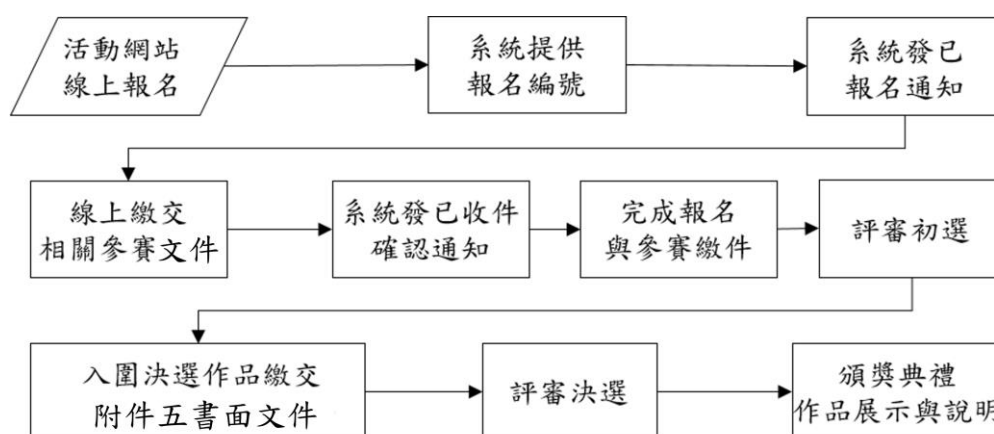 活動網站
線上報名
系統提供
報名編號
系統發已
報名通知
線上繳交
相關參賽文件
系統發已收件
確認通知
完成報名
與參賽繳件
評審初選
入圍決選作品繳交
附件五書面文件
評審決選
頒獎典禮
作品展示與說明